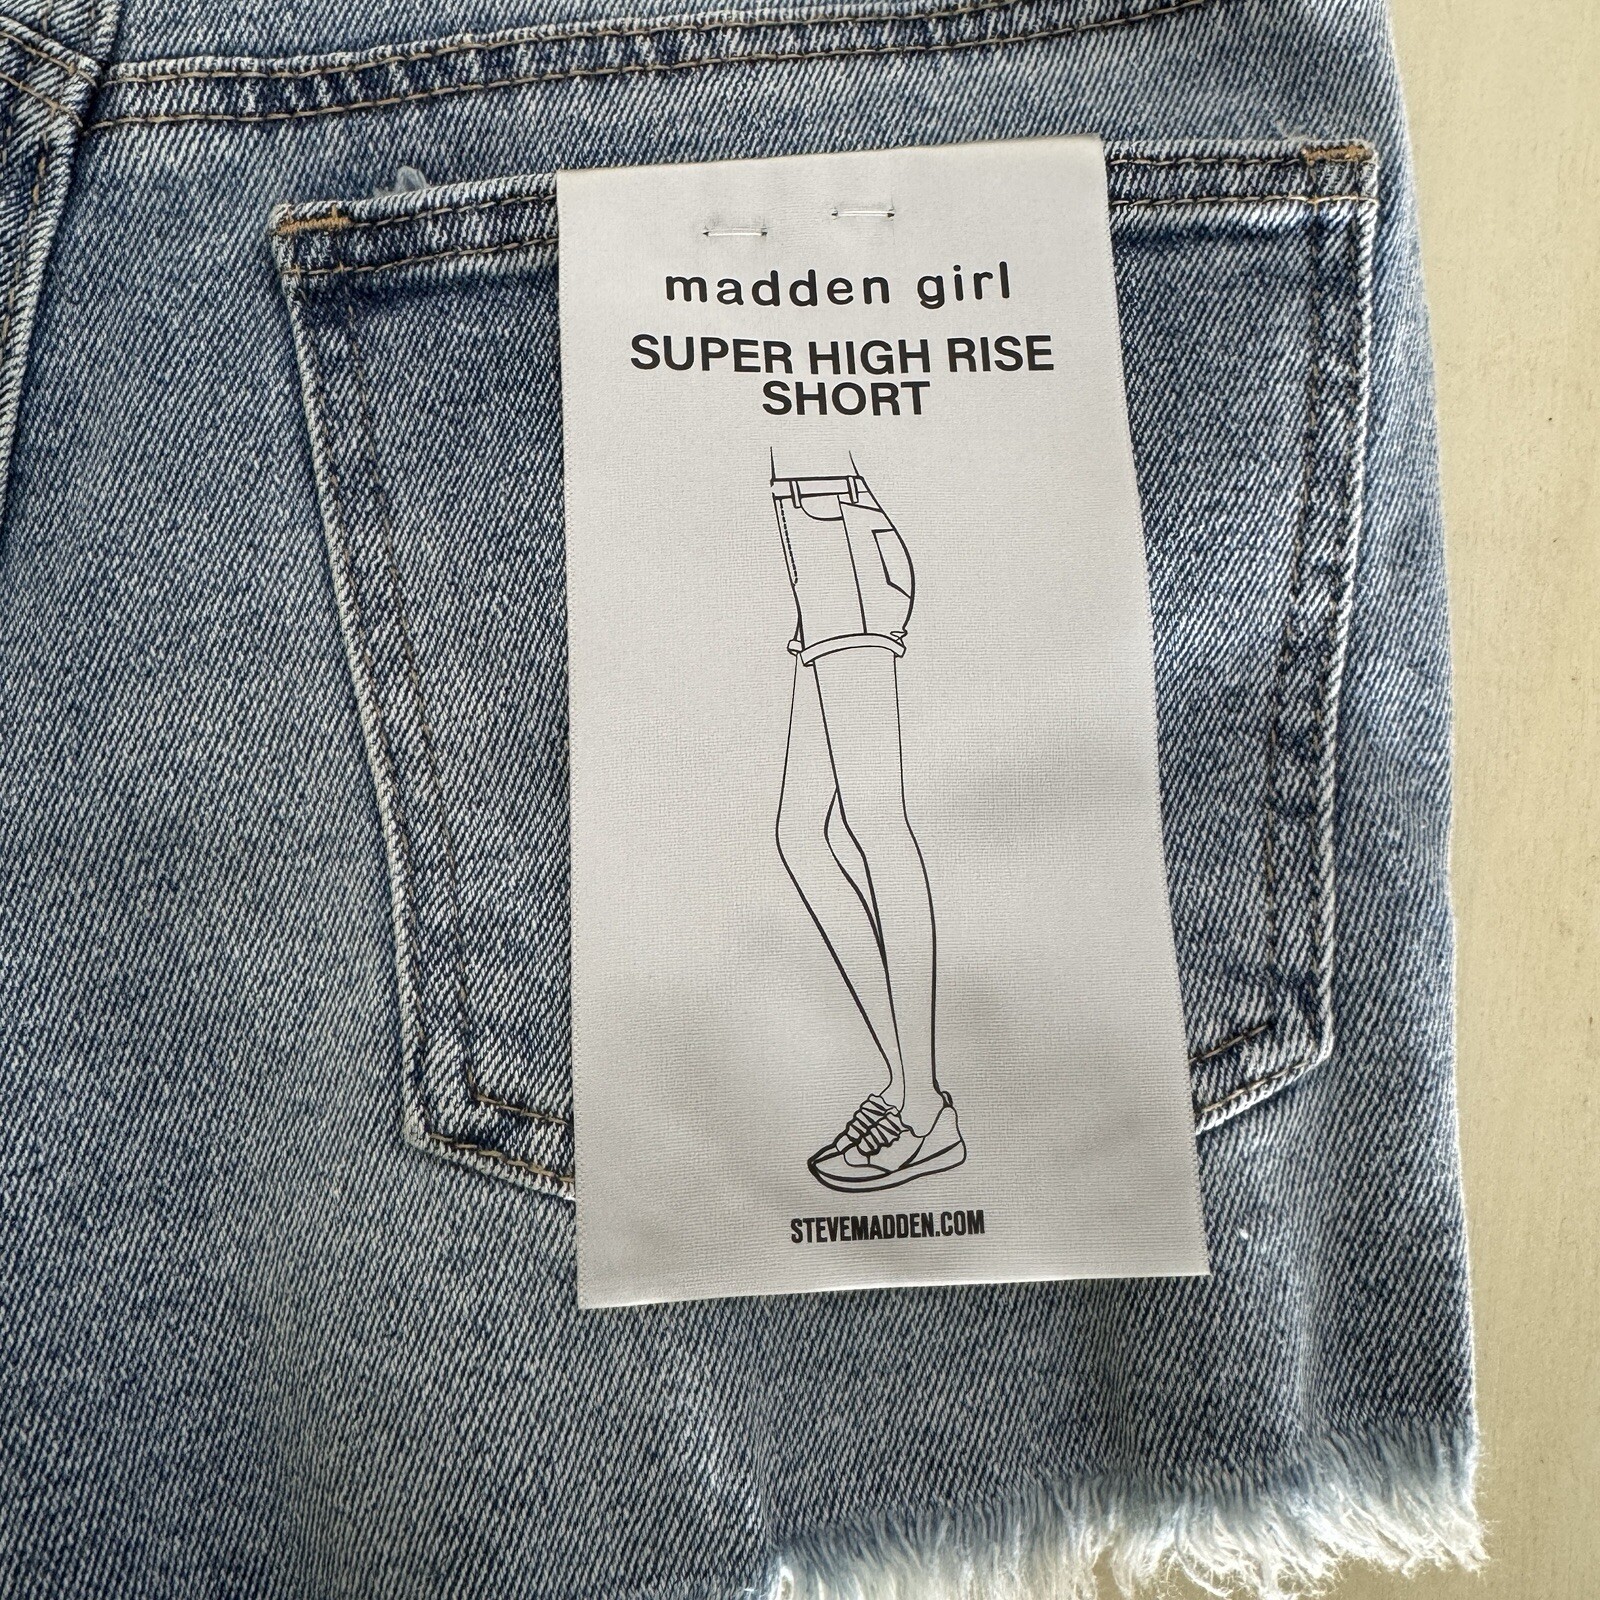 madden girl
SUPER HIGH RISE
SHORT
STEVEMADDEN.COM